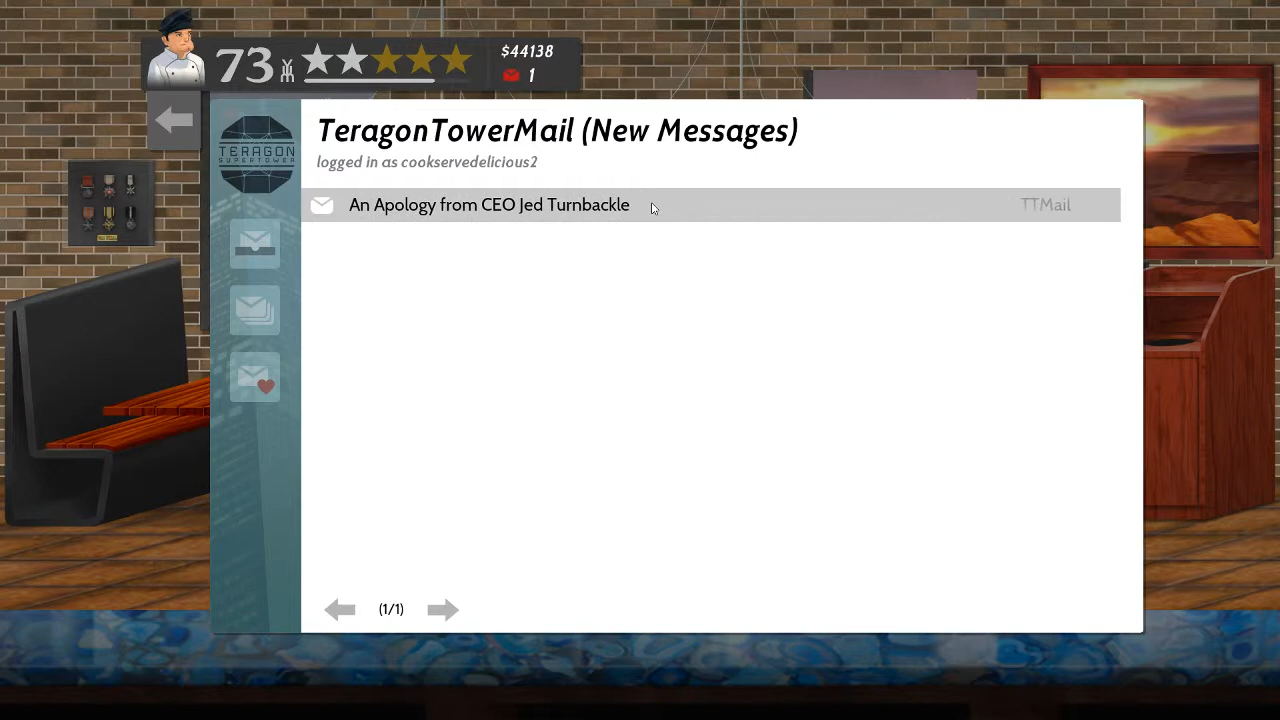 73
$44138
1
TERAGON
SUPERTOWER
TeragonTowerMail (New Messages)
logged in as cookservedelicious2
An Apology from CEO Jed Turnbackle
TTMail
(1/1)